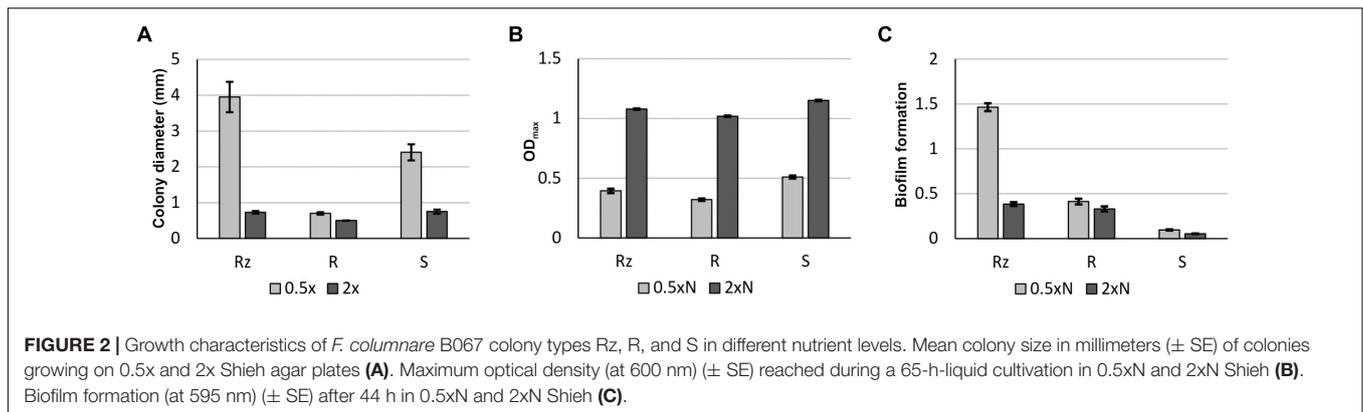 A
Colony diameter (mm)
5
4
3
2
1
0
Rz R S
0.5x 2x
B
ODmax
1.5
1
0.5
0
Rz R S
0.5xN 2xN
C
Biofilm formation
2
1.5
1
0.5
0
Rz R S
0.5xN 2xN
FIGURE 2 | Growth characteristics of F. columnare B067 colony types Rz, R, and S in different nutrient levels. Mean colony size in millimeters (± SE) of colonies
growing on 0.5x and 2x Shieh agar plates (A). Maximum optical density (at 600 nm) (± SE) reached during a 65-h-liquid cultivation in 0.5xN and 2xN Shieh (B).
Biofilm formation (at 595 nm) (± SE) after 44 h in 0.5xN and 2xN Shieh (C).